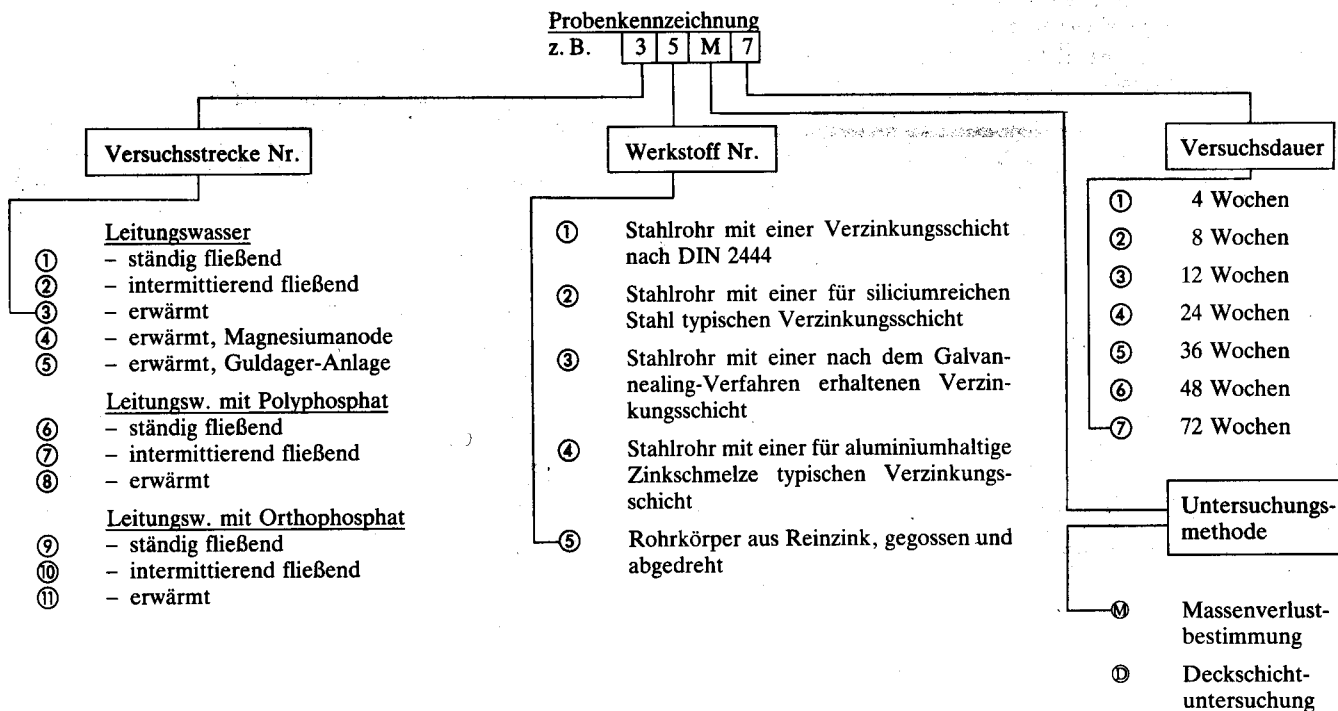 Probenkennzeichnung
z. B. 3 5 M 7
Versuchsstrecke Nr.
Leitungswasser
① – ständig fließend
② – intermittierend fließend
③ – erwärmt
④ – erwärmt, Magnesiumanode
⑤ – erwärmt, Guldager-Anlage
Leitungsw. mit Polyphosphat
⑥ – ständig fließend
⑦ – intermittierend fließend
⑧ – erwärmt
Leitungsw. mit Orthophosphat
⑨ – ständig fließend
⑩ – intermittierend fließend
⑪ – erwärmt
Werkstoff Nr.
① Stahlrohr mit einer Verzinkungsschicht
nach DIN 2444
② Stahlrohr mit einer für siliciumreichen
Stahl typischen Verzinkungsschicht
③ Stahlrohr mit einer nach dem Galvan-
nealing-Verfahren erhaltenen Verzin-
kungsschicht
④ Stahlrohr mit einer für aluminiumhaltige
Zinkschmelze typischen Verzinkungs-
schicht
⑤ Rohrkörper aus Reinzink, gegossen und
abgedreht
Versuchsdauer
① 4 Wochen
② 8 Wochen
③ 12 Wochen
④ 24 Wochen
⑤ 36 Wochen
⑥ 48 Wochen
⑦ 72 Wochen
Untersuchungs-
methode
Ⓜ Massenverlust-
bestimmung
Ⓓ Deckschicht-
untersuchung